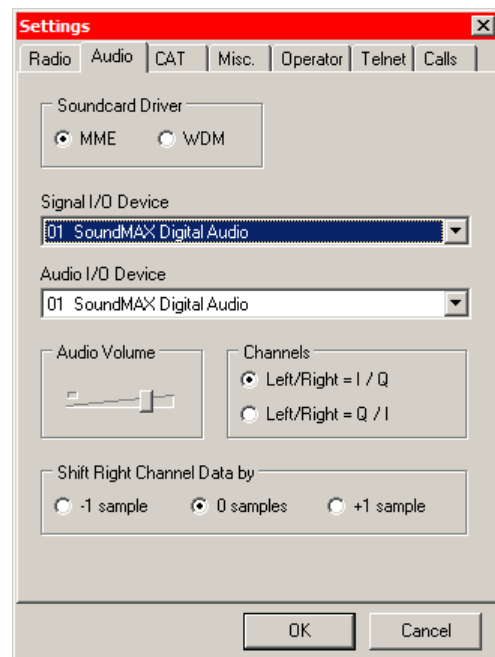 Settings
Radio Audio CAT Misc. Operator Telnet Calls
Soundcard Driver
MME WDM
Signal I/O Device
01 SoundMAX Digital Audio
Audio I/O Device
01 SoundMAX Digital Audio
Audio Volume
Channels
Left/Right = I / Q
Left/Right = Q / I
Shift Right Channel Data by
-1 sample 0 samples +1 sample
OK Cancel